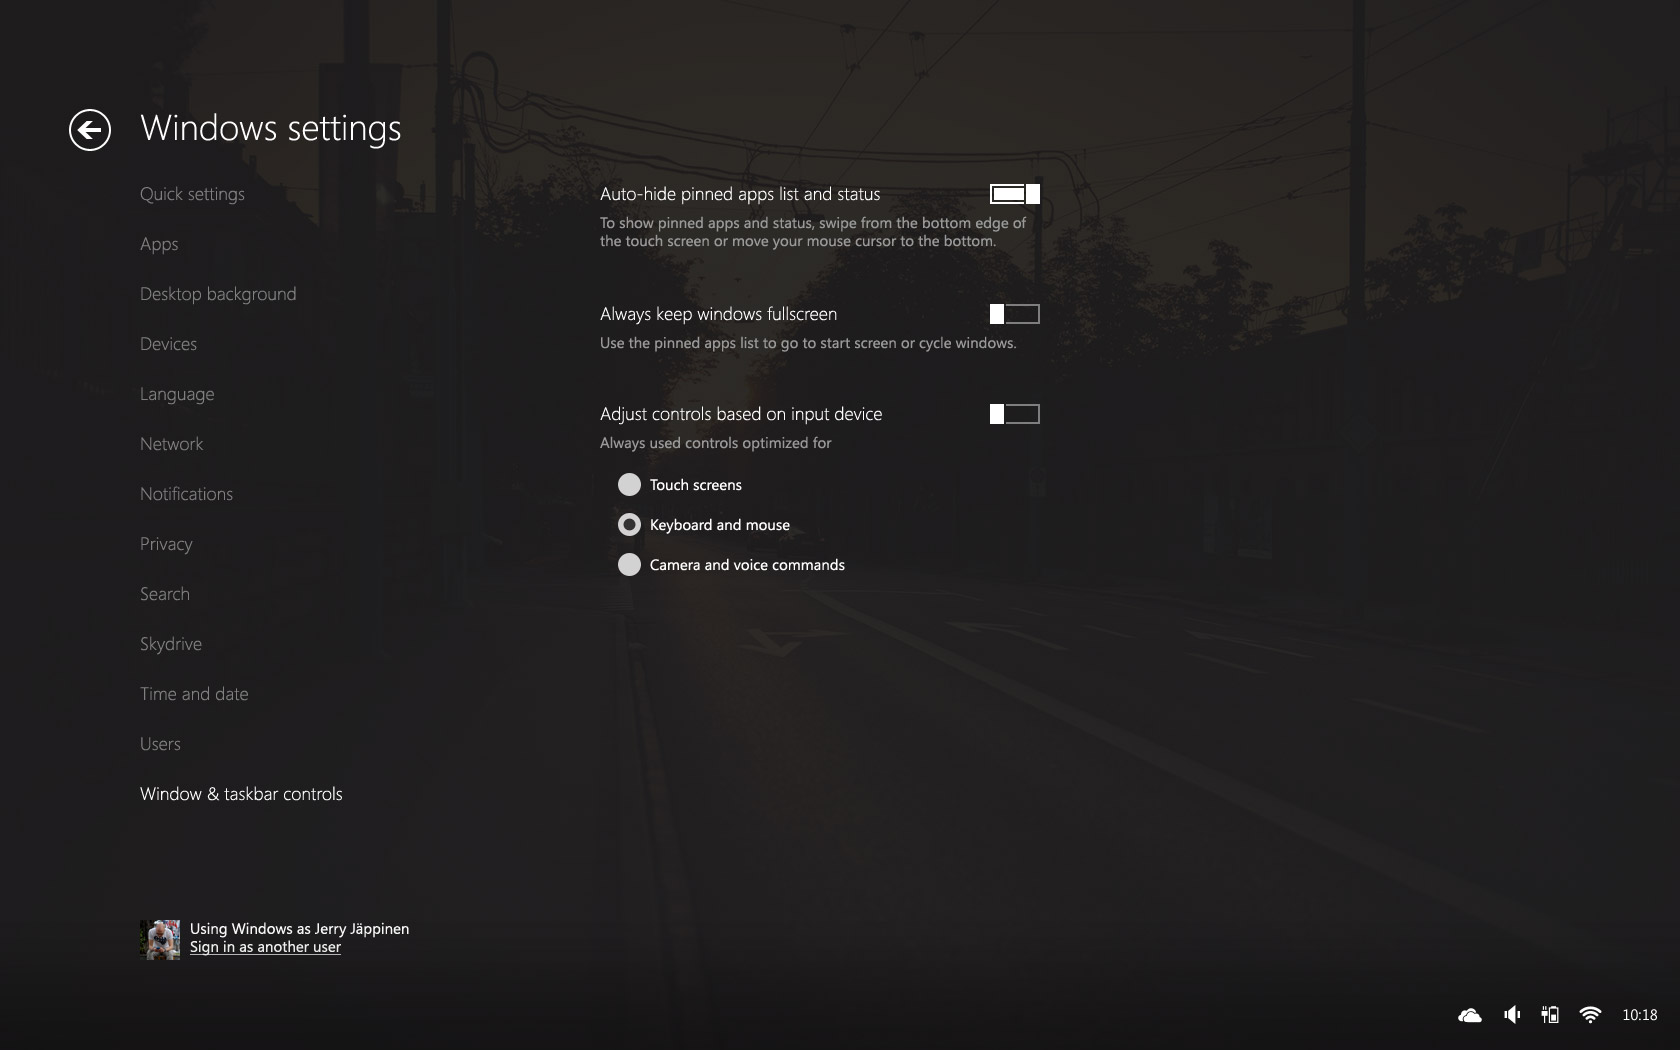 Windows settings
Quick settings
Apps
Desktop background
Devices
Language
Network
Notifications
Privacy
Search
Skydrive
Time and date
Users
Window & taskbar controls
Auto-hide pinned apps list and status
To show pinned apps and status, swipe from the bottom edge of
the touch screen or move your mouse cursor to the bottom.
Always keep windows fullscreen
Use the pinned apps list to go to start screen or cycle windows.
Adjust controls based on input device
Always used controls optimized for
Touch screens
Keyboard and mouse
Camera and voice commands
Using Windows as Jerry Jäppinen
Sign in as another user
10:18